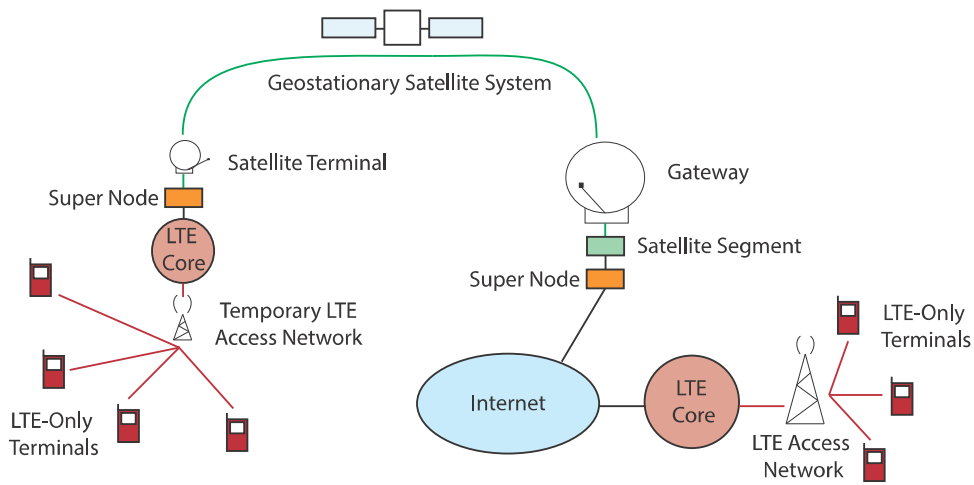 Geostationary Satellite System
Satellite Terminal
Super Node
LTE
Core
Temporary LTE
Access Network
LTE-Only
Terminals
Gateway
Satellite Segment
Super Node
Internet
LTE
Core
LTE-Only
Terminals
LTE Access
Network